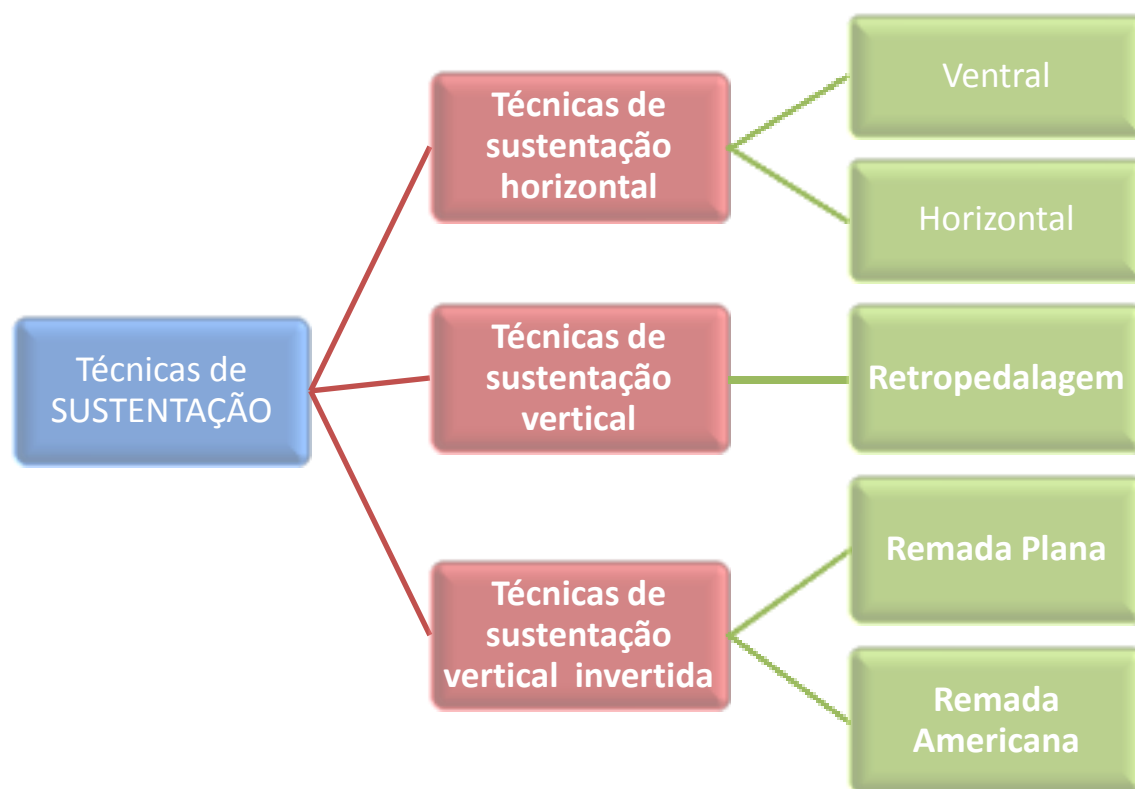 Técnicas de
SUSTENTAÇÃO
Técnicas de
sustentação
horizontal
Ventral
Horizontal
Técnicas de
sustentação
vertical
Retropedalagem
Técnicas de
sustentação
vertical invertida
Remada Plana
Remada
Americana